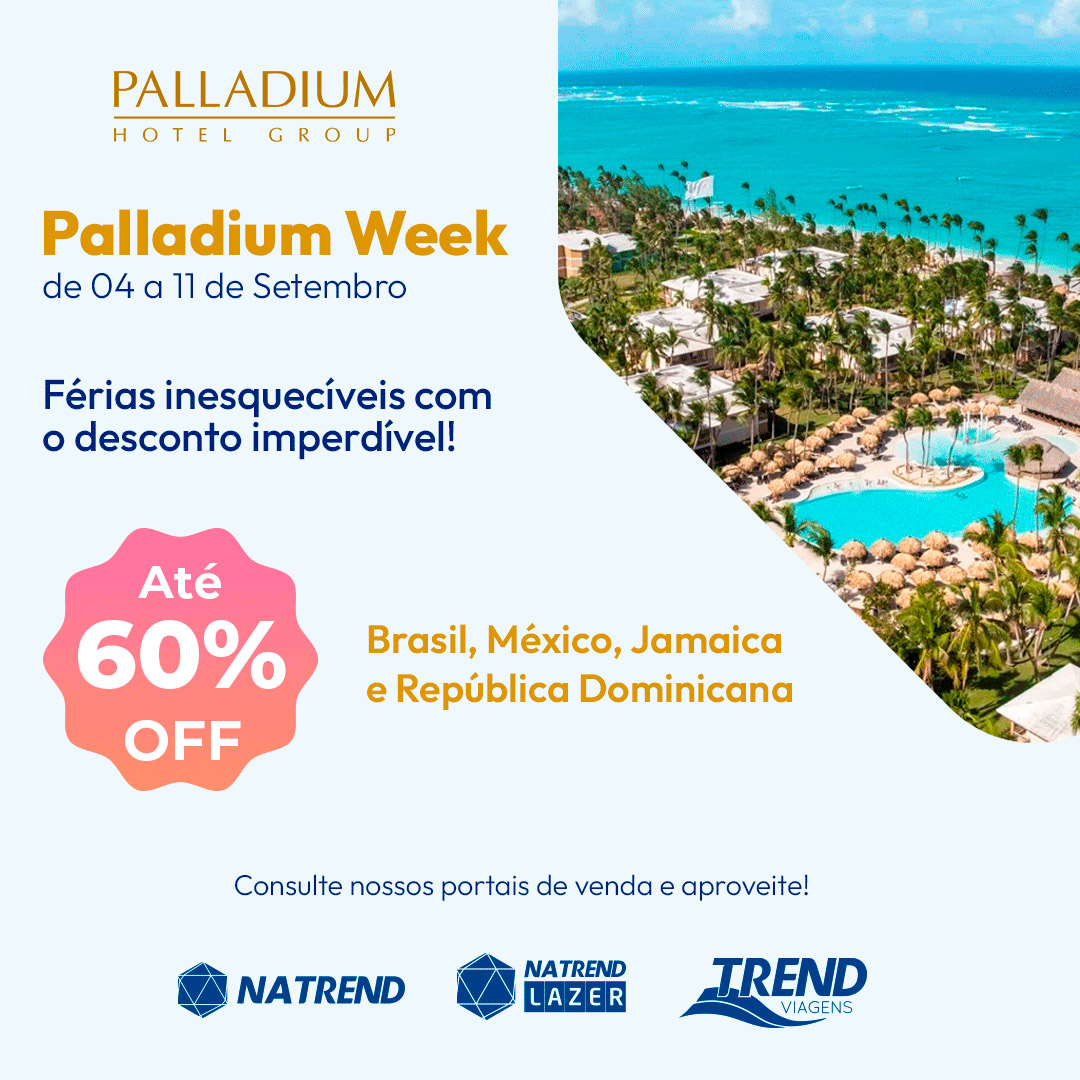 PALLADIUM
HOTEL GROUP
Palladium Week
de 04 a 11 de Setembro
Férias inesquecíveis com
o desconto imperdível!
Até
60%
OFF
Brasil, México, Jamaica
e República Dominicana
Consulte nossos portais de venda e aproveite!
NATREND
NATREND
LAZER
TREND
VIAGENS